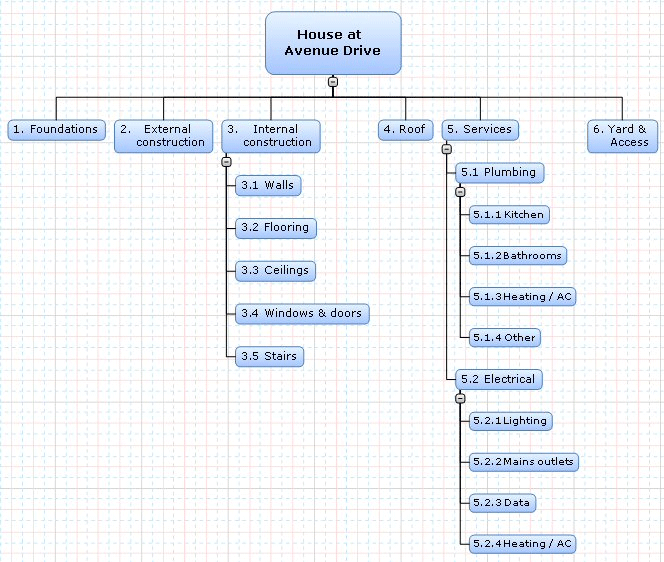 House at
Avenue Drive
1. Foundations
2. External
construction
3. Internal
construction
4. Roof
5. Services
6. Yard &
Access
3.1 Walls
3.2 Flooring
3.3 Ceilings
3.4 Windows & doors
3.5 Stairs
5.1 Plumbing
5.1.1 Kitchen
5.1.2 Bathrooms
5.1.3 Heating / AC
5.1.4 Other
5.2 Electrical
5.2.1 Lighting
5.2.2 Mains outlets
5.2.3 Data
5.2.4 Heating / AC